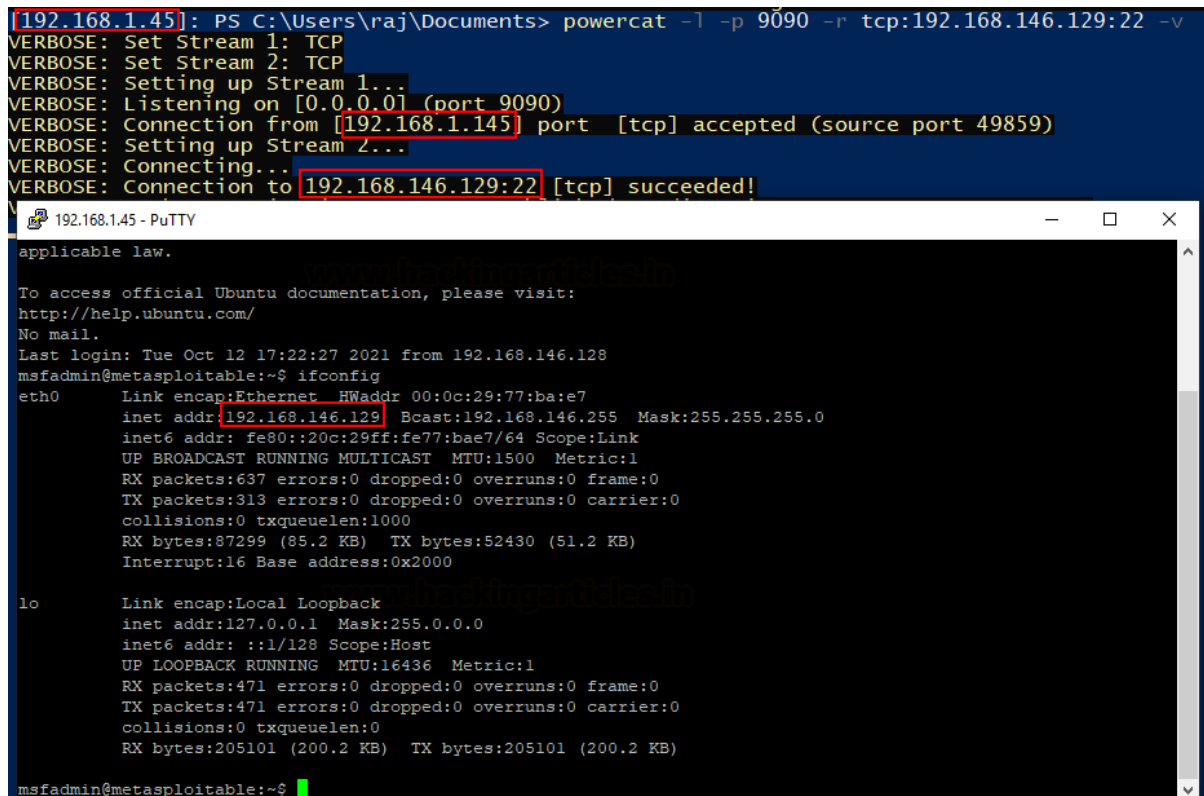 [192.168.1.45]: PS C:\Users\raj\Documents> powercat -l -p 9090 -r tcp:192.168.146.129:22 -v
VERBOSE: Set Stream 1: TCP
VERBOSE: Set Stream 2: TCP
VERBOSE: Setting up Stream 1...
VERBOSE: Listening on [0.0.0.0] (port 9090)
VERBOSE: Connection from [192.168.1.145] port  [tcp] accepted (source port 49859)
VERBOSE: Setting up Stream 2...
VERBOSE: Connecting...
VERBOSE: Connection to 192.168.146.129:22 [tcp] succeeded!
192.168.1.45 - PuTTY
applicable law.
www.hackingarticles.in
To access official Ubuntu documentation, please visit:
http://help.ubuntu.com/
No mail.
Last login: Tue Oct 12 17:22:27 2021 from 192.168.146.128
msfadmin@metasploitable:~$ ifconfig
eth0      Link encap:Ethernet  HWaddr 00:0c:29:77:ba:e7
          inet addr:192.168.146.129  Bcast:192.168.146.255  Mask:255.255.255.0
          inet6 addr: fe80::20c:29ff:fe77:bae7/64 Scope:Link
          UP BROADCAST RUNNING MULTICAST  MTU:1500  Metric:1
          RX packets:637 errors:0 dropped:0 overruns:0 frame:0
          TX packets:313 errors:0 dropped:0 overruns:0 carrier:0
          collisions:0 txqueuelen:1000
          RX bytes:87299 (85.2 KB)  TX bytes:52430 (51.2 KB)
          Interrupt:16 Base address:0x2000
www.hackingarticles.in
lo        Link encap:Local Loopback
          inet addr:127.0.0.1  Mask:255.0.0.0
          inet6 addr: ::1/128 Scope:Host
          UP LOOPBACK RUNNING  MTU:16436  Metric:1
          RX packets:471 errors:0 dropped:0 overruns:0 frame:0
          TX packets:471 errors:0 dropped:0 overruns:0 carrier:0
          collisions:0 txqueuelen:0
          RX bytes:205101 (200.2 KB)  TX bytes:205101 (200.2 KB)
msfadmin@metasploitable:~$